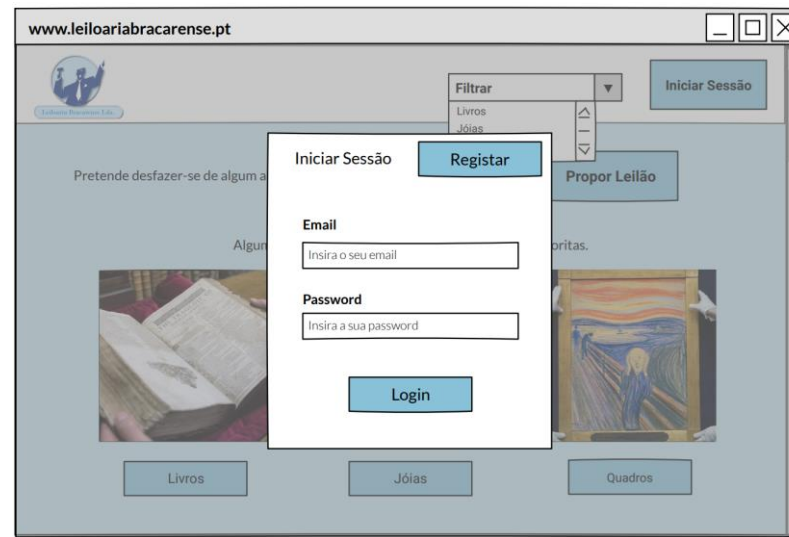 www.leiloariabracarense.pt
Filtrar
Iniciar Sessão
Livros
Jóias
Iniciar Sessão
Registar
Pretende desfazer-se de algum a
Propor Leilão
Email
Algun
oritas.
Insira o seu email
Password
Insira a sua password
Login
Livros
Jóias
Quadros